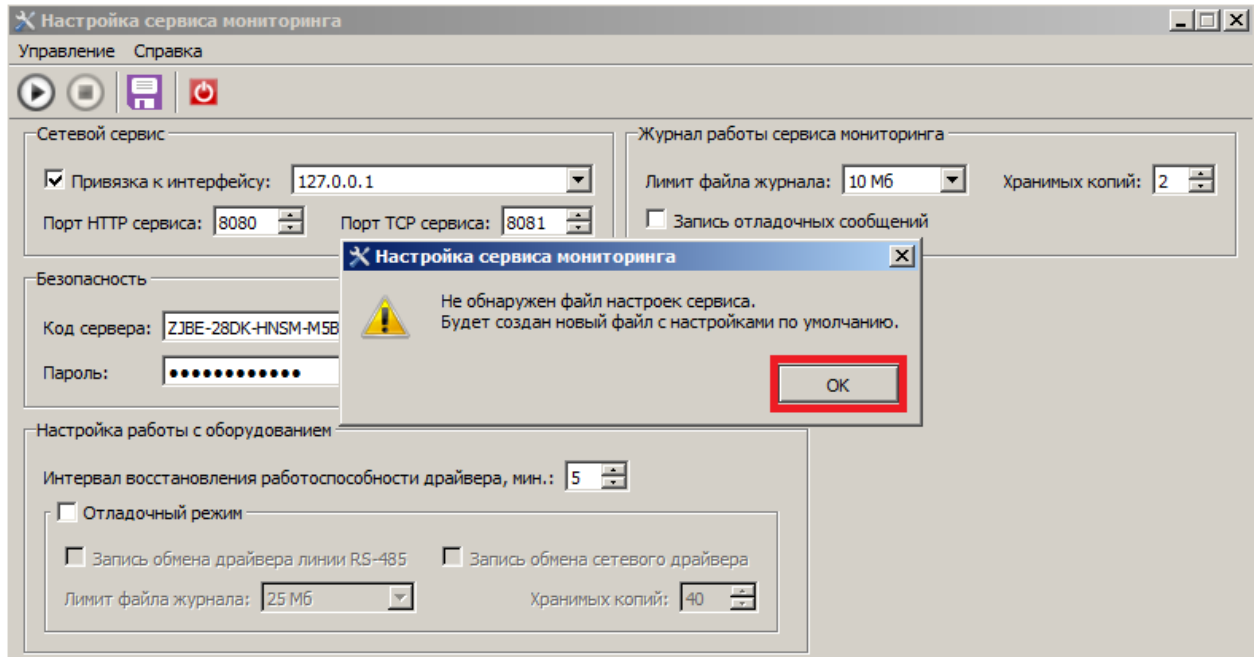 Настройка сервиса мониторинга
Управление Справка
Сетевой сервис
Привязка к интерфейсу: 127.0.0.1
Порт HTTP сервиса: 8080 Порт TCP сервиса: 8081
Журнал работы сервиса мониторинга
Лимит файла журнала: 10 Мб Хранимых копий: 2
Запись отладочных сообщений
Настройка сервиса мониторинга
Не обнаружен файл настроек сервиса.
Будет создан новый файл с настройками по умолчанию.
OK
Безопасность
Код сервера: ZJBE-28DK-HNSM-M5B
Пароль: ●●●●●●●●●●●●
Настройка работы с оборудованием
Интервал восстановления работоспособности драйвера, мин.: 5
Отладочный режим
Запись обмена драйвера линии RS-485 Запись обмена сетевого драйвера
Лимит файла журнала: 25 Мб Хранимых копий: 40